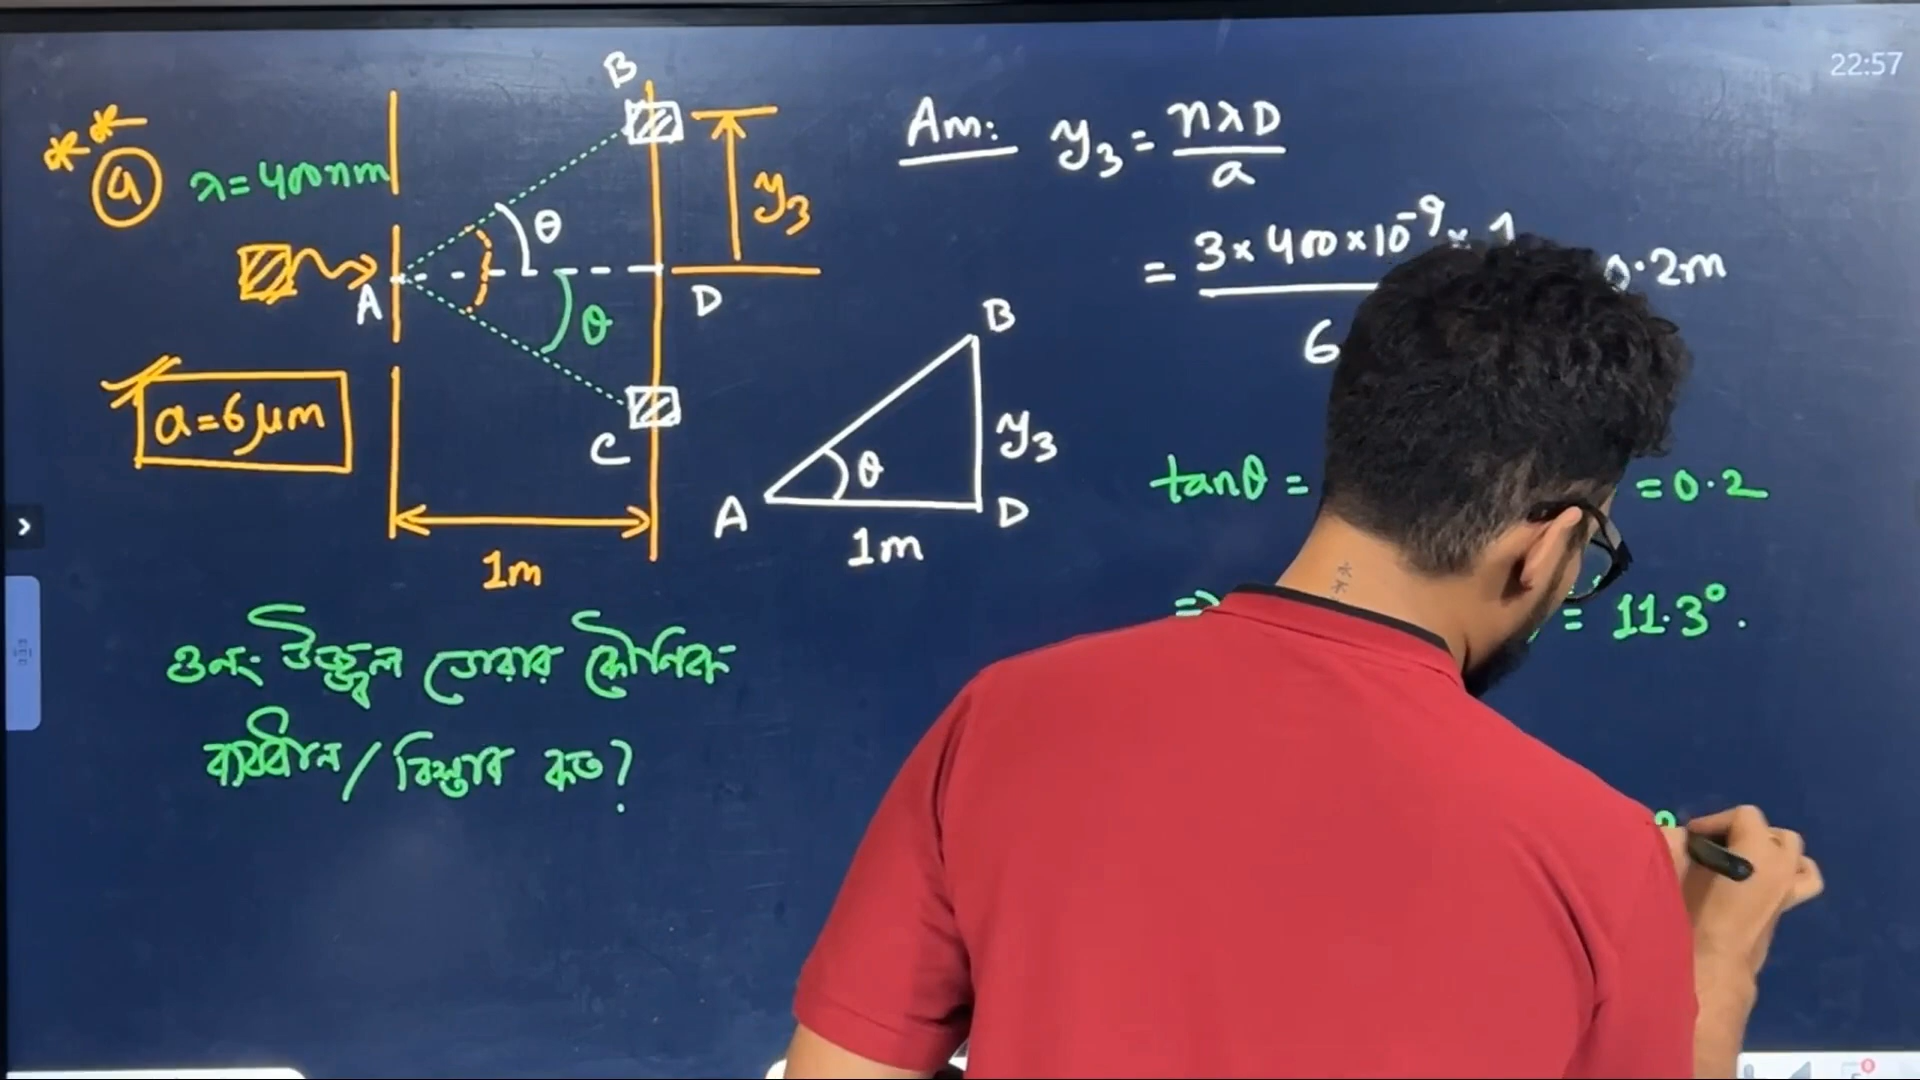 22:57
** a λ=400nm
A
B
θ
θ
y₃
D
C
a=6μm
1m
৩নং উজ্জ্বল ডোরার কৌণিক
ব্যবধান/বিস্তার কত?
A
B
θ
y₃
D
1m
Am: y₃ = nλD/a
= 3×400×10⁻⁹×1 0.2m
6
tanθ = = 0.2
⇒ = 11.3°.